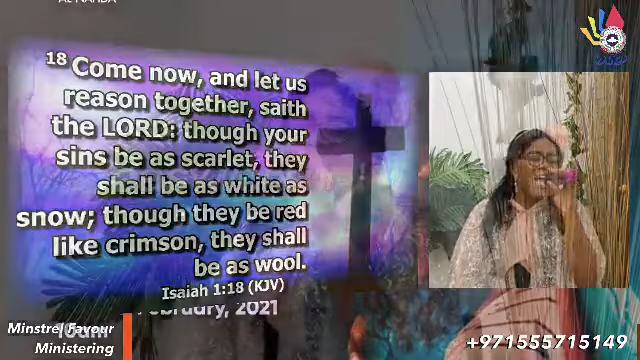 AL NAHDA
18 Come now, and let us
reason together, saith
the LORD: though your
sins be as scarlet, they
shall be as white as
snow; though they be red
like crimson, they shall
be as wool.
Isaiah 1:18 (KJV)
February, 2021
Minstrel Favour
Ministering
+971555715149